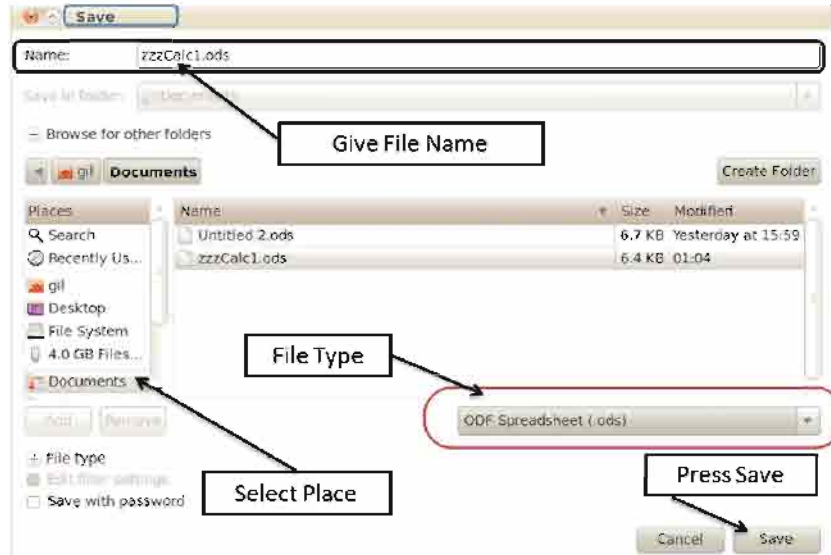 Save
Name: zzzCalc1.ods
Save in folder:
Browse for other folders
Give File Name
gil Documents Create Folder
Places Name Size Modified
Search Untitled 2.ods 6.7 KB Yesterday at 15:59
Recently Us... zzzCalc1.ods 6.4 KB 01:04
gil
Desktop
File System
4.0 GB Files...
File Type
Documents
Add Remove ODF Spreadsheet (.ods)
File type
Edit filter settings
Press Save
Select Place
Save with password
Cancel Save